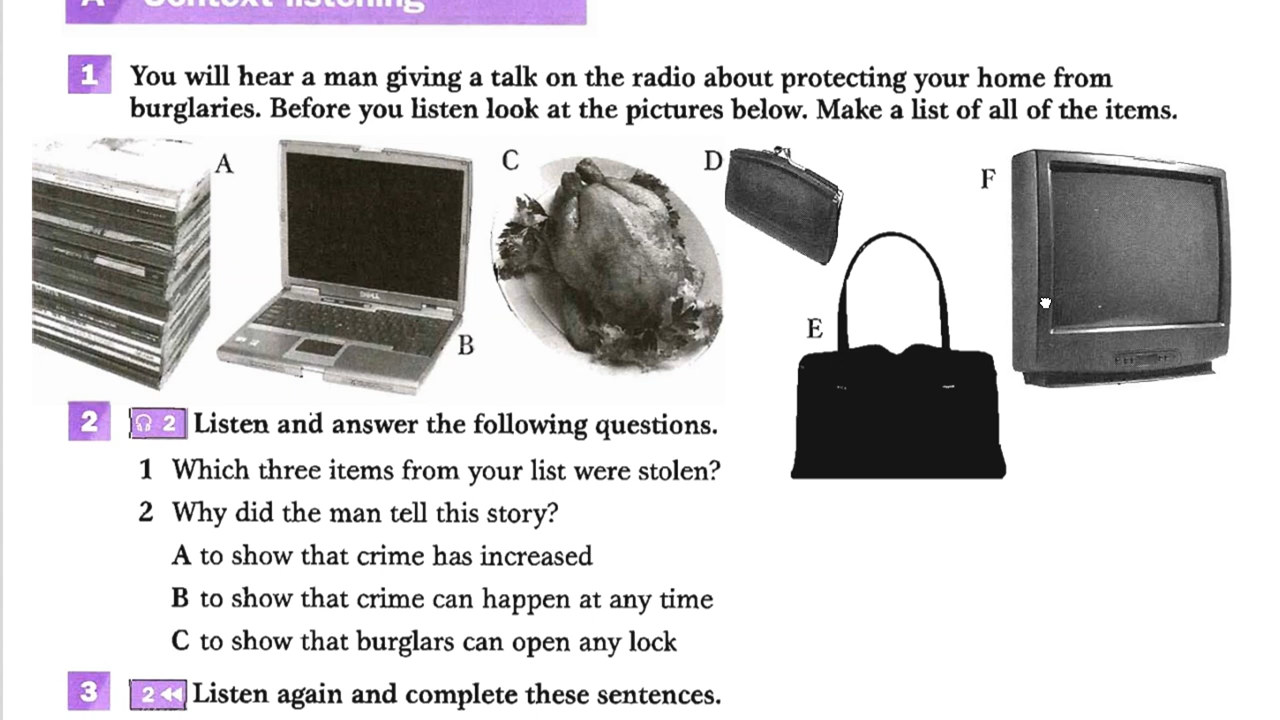 A Context listening
1 You will hear a man giving a talk on the radio about protecting your home from
burglaries. Before you listen look at the pictures below. Make a list of all of the items.
A
C
D
F
DELL
E
B
2 2 Listen and answer the following questions.
1 Which three items from your list were stolen?
2 Why did the man tell this story?
A to show that crime has increased
B to show that crime can happen at any time
C to show that burglars can open any lock
3 2 Listen again and complete these sentences.